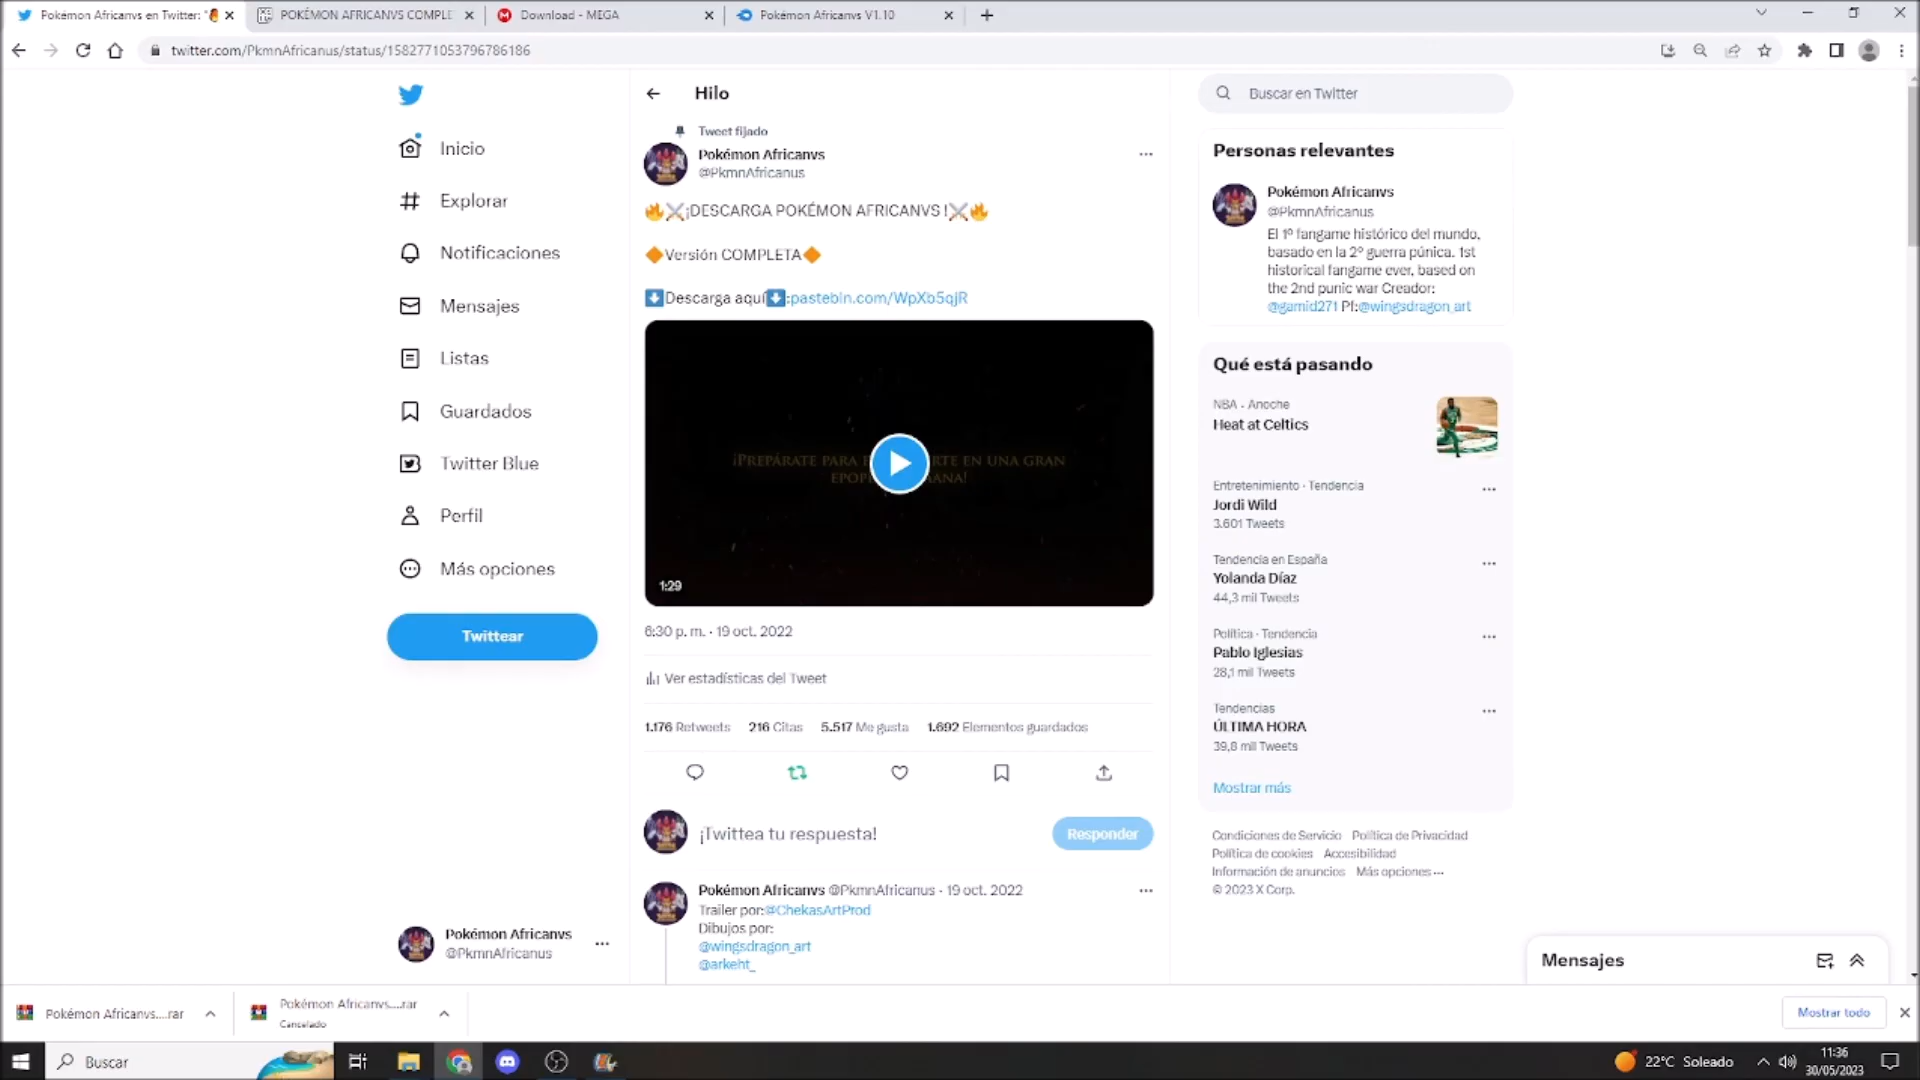 Pokémon Africanvs en Twitter: "
POKÉMON AFRICANVS COMPLE
Download - MEGA
Pokémon Africanvs V1.10
twitter.com/PkmnAfricanus/status/1582771053796786186
Inicio
Explorar
Notificaciones
Mensajes
Listas
Guardados
Twitter Blue
Perfil
Más opciones
Twittear
Pokémon Africanvs
@PkmnAfricanus
Hilo
Tweet fijado
Pokémon Africanvs
@PkmnAfricanus
🔥⚔️¡DESCARGA POKÉMON AFRICANVS !⚔️🔥
🔶Versión COMPLETA🔶
⬇️Descarga aquí⬇️:pastebin.com/WpXb5qjR
¡PREPÁRATE PARA RTE EN UNA GRAN
1:29
6:30 p. m. · 19 oct. 2022
Ver estadísticas del Tweet
1.176 Retweets 216 Citas 5.517 Me gusta 1.692 Elementos guardados
¡Twittea tu respuesta!
Responder
Pokémon Africanvs @PkmnAfricanus · 19 oct. 2022
Trailer por:@ChekasArtProd
Dibujos por:
@wingsdragon_art
@arkeht_
Buscar en Twitter
Personas relevantes
Pokémon Africanvs
@PkmnAfricanus
El 1º fangame histórico del mundo,
basado en la 2º guerra púnica. 1st
historical fangame ever, based on
the 2nd punic war Creador:
@gamid271 Pf:@wingsdragon_art
Qué está pasando
NBA · Anoche
Heat at Celtics
Entretenimiento · Tendencia
Jordi Wild
3.601 Tweets
Tendencia en España
Yolanda Díaz
44,3 mil Tweets
Política · Tendencia
Pablo Iglesias
28,1 mil Tweets
Tendencias
ÚLTIMA HORA
39,8 mil Tweets
Mostrar más
Condiciones de Servicio Política de Privacidad
Política de cookies Accesibilidad
Información de anuncios Más opciones ···
© 2023 X Corp.
Mensajes
Pokémon Africanvs....rar
Pokémon Africanvs....rar
Cancelado
Mostrar todo
Buscar
22°C Soleado
11:36
30/05/2023